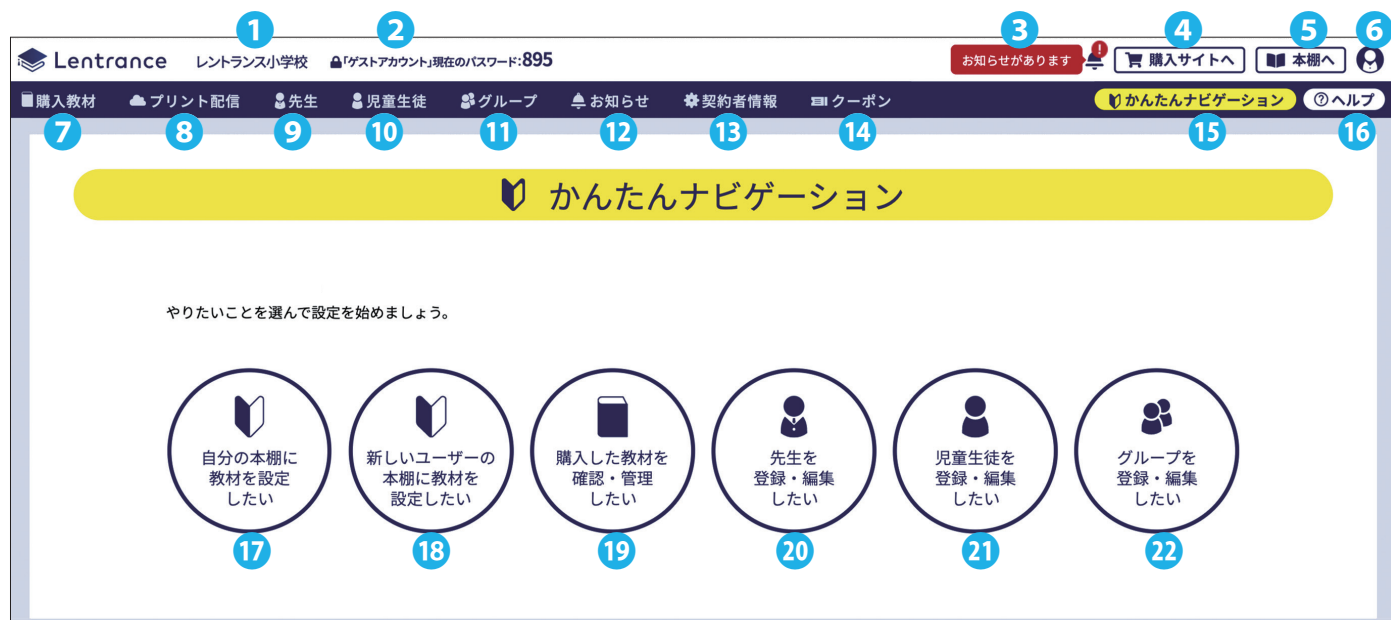 1 2 3 4 5 6
Lentrance レントランス小学校 「ゲストアカウント」現在のパスワード:895 お知らせがあります ! 購入サイトへ 本棚へ
購入教材 プリント配信 先生 児童生徒 グループ お知らせ 契約者情報 クーポン かんたんナビゲーション ? ヘルプ
7 8 9 10 11 12 13 14 15 16
かんたんナビゲーション
やりたいことを選んで設定を始めましょう。
自分の本棚に
教材を設定
したい
新しいユーザーの
本棚に教材を
設定したい
購入した教材を
確認・管理
したい
先生を
登録・編集
したい
児童生徒を
登録・編集
したい
グループを
登録・編集
したい
17 18 19 20 21 22